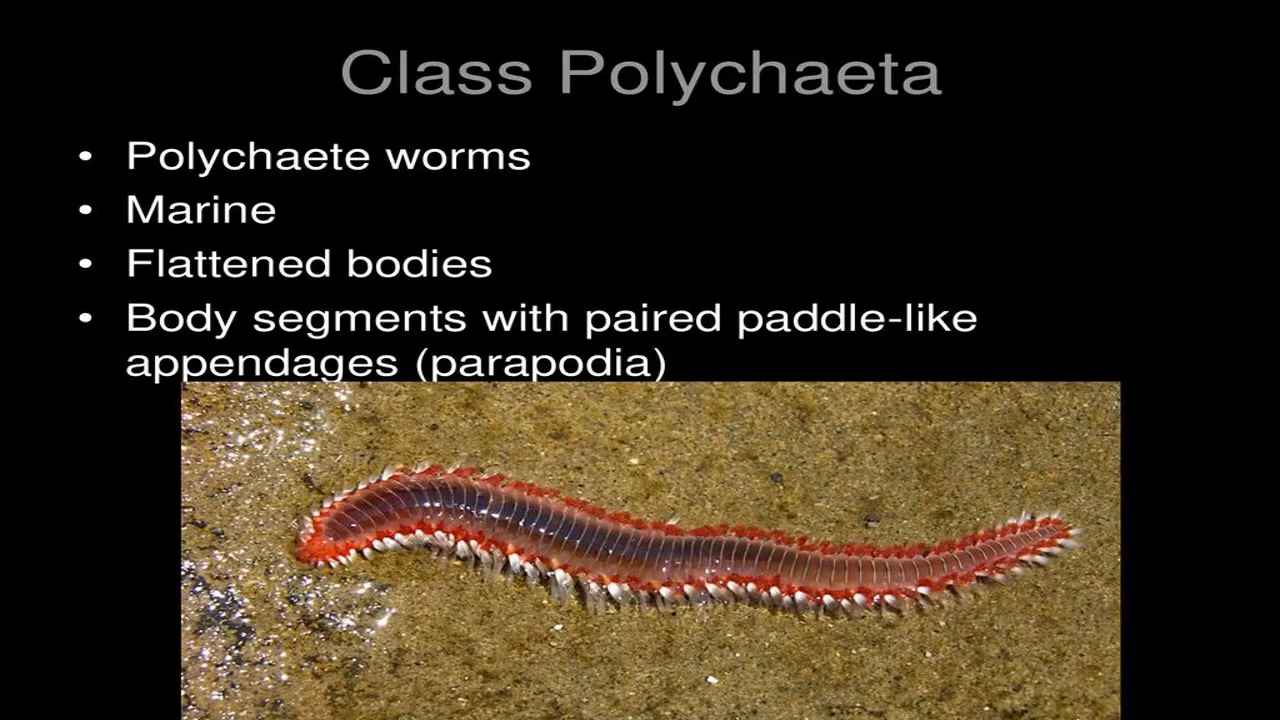 Class Polychaeta
• Polychaete worms
• Marine
• Flattened bodies
• Body segments with paired paddle-like
appendages (parapodia)